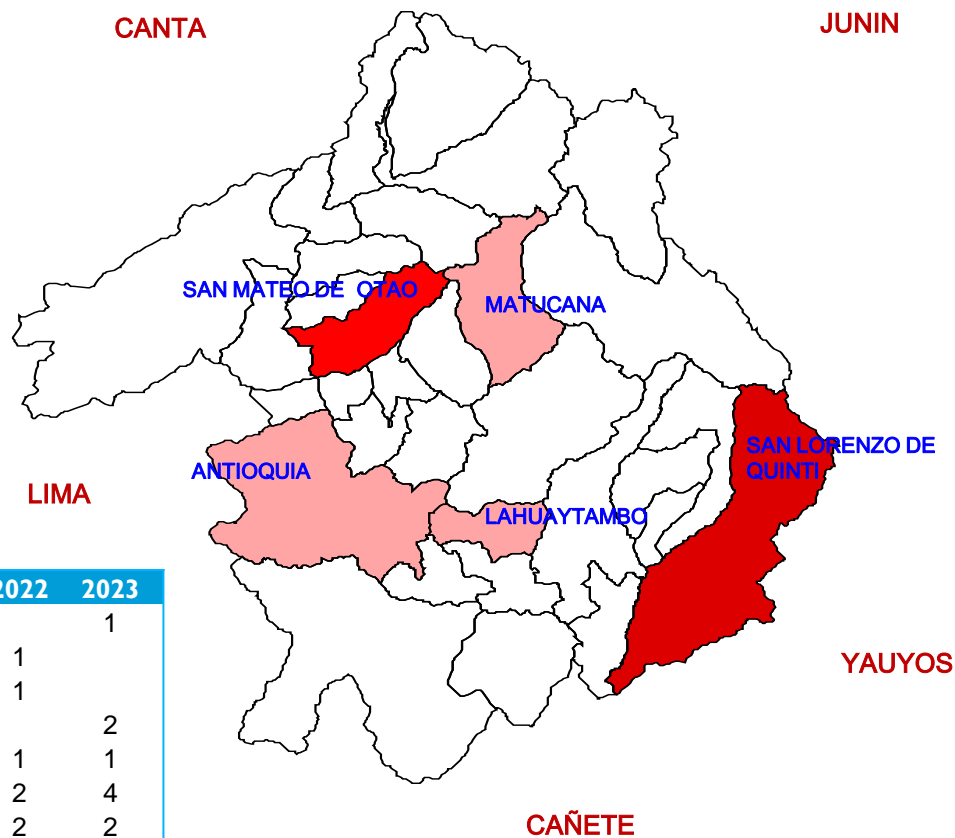 CANTA
JUNIN
SAN MATEO DE OTAO
MATUCANA
SAN LORENZO DE
QUINTI
ANTIOQUIA
LIMA
LAHUAYTAMBO
2022 2023
1
1
1
2
1 1
2 4
2 2
YAUYOS
CAÑETE